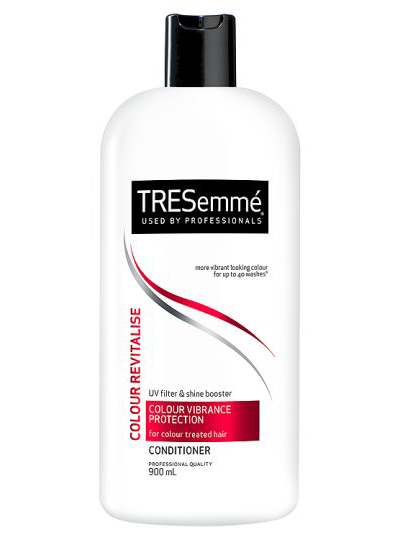 TRESemmé®
USED BY PROFESSIONALS
more vibrant looking colour
for up to 40 washes*
COLOUR REVITALISE
UV filter & shine booster
COLOUR VIBRANCE
PROTECTION
for colour treated hair
CONDITIONER
PROFESSIONAL QUALITY
900 mL